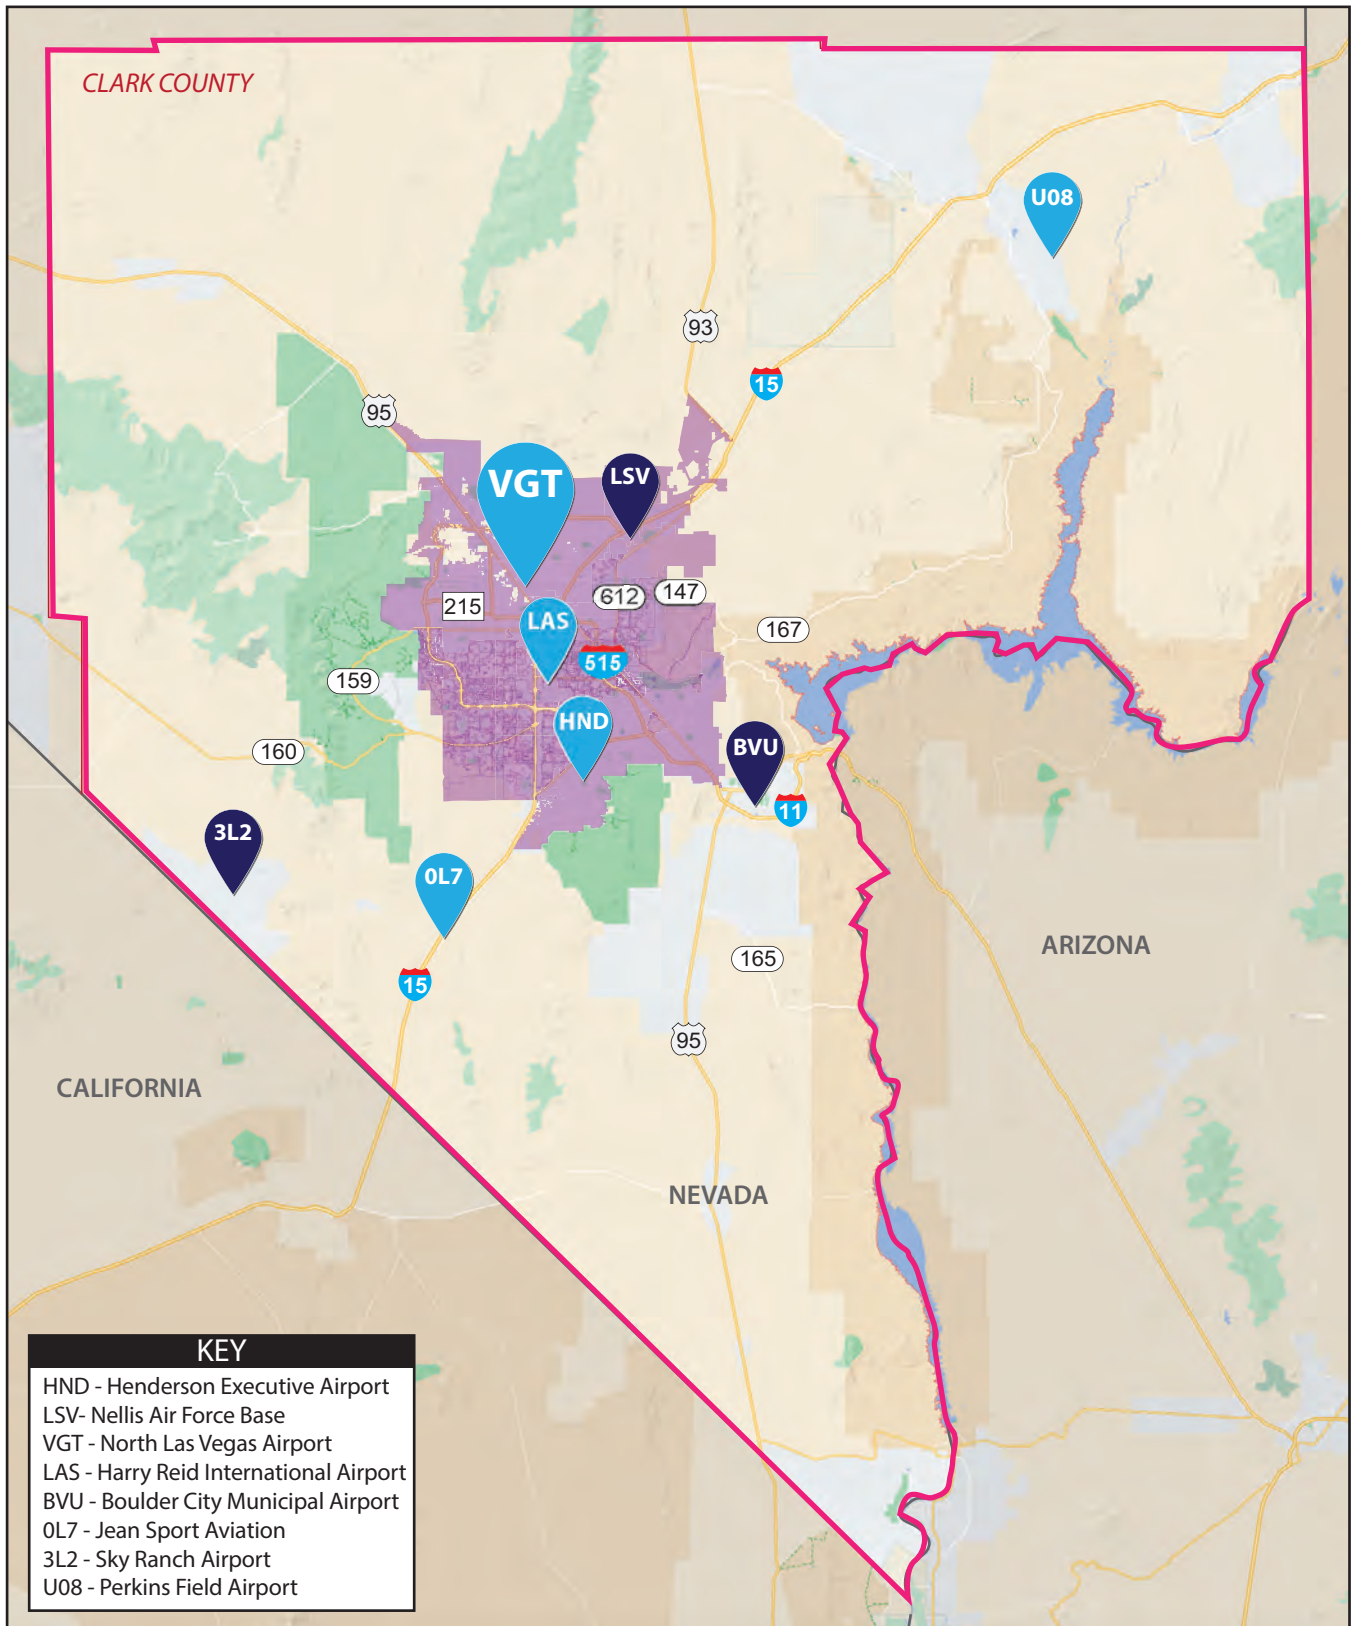 CLARK COUNTY
U08
93
15
95
VGT
LSV
215
612
147
LAS
167
515
159
HND
160
BVU
11
3L2
0L7
ARIZONA
165
15
95
CALIFORNIA
NEVADA
KEY
HND - Henderson Executive Airport
LSV- Nellis Air Force Base
VGT - North Las Vegas Airport
LAS - Harry Reid International Airport
BVU - Boulder City Municipal Airport
0L7 - Jean Sport Aviation
3L2 - Sky Ranch Airport
U08 - Perkins Field Airport